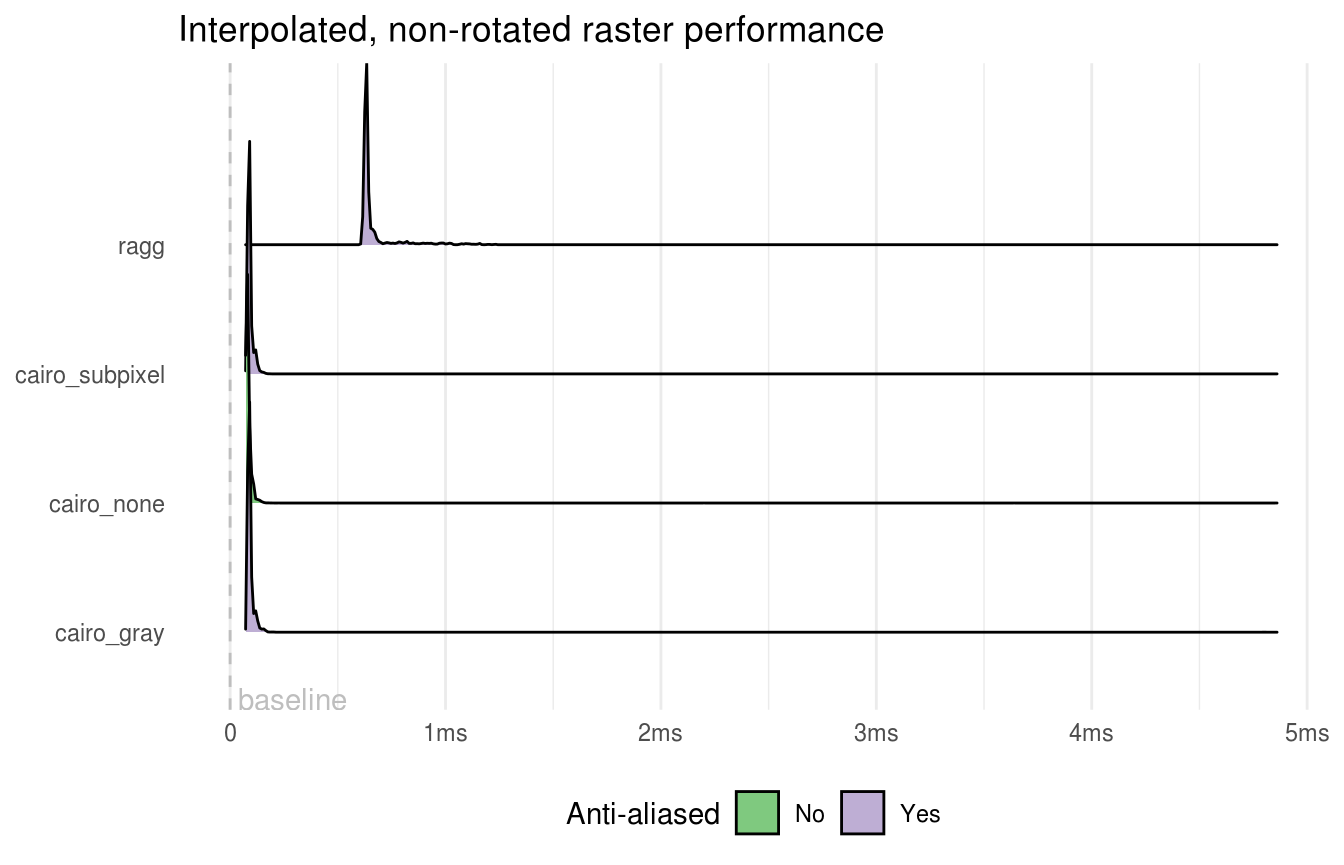 Interpolated, non-rotated raster performance
ragg
cairo_subpixel
cairo_none
cairo_gray
baseline
0 1ms 2ms 3ms 4ms 5ms
Anti-aliased No Yes